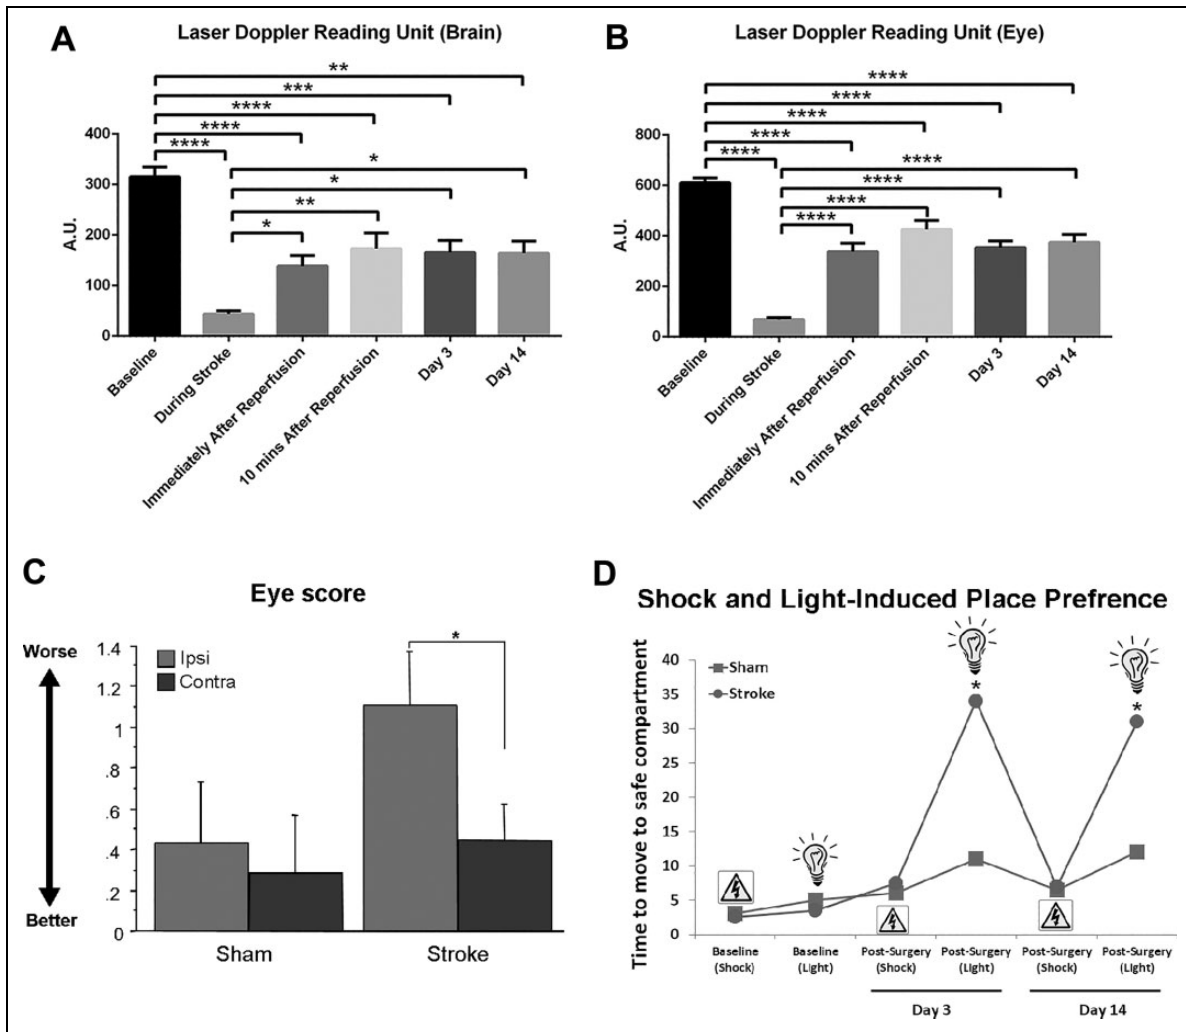 A
Laser Doppler Reading Unit (Brain)
**
***
****
****
****
*
*
**
*
400
300
200
100
0
A.U.
Baseline
During Stroke
Immediately After Reperfusion
10 mins After Reperfusion
Day 3
Day 14
B
Laser Doppler Reading Unit (Eye)
****
****
****
****
****
****
****
****
****
800
600
400
200
0
A.U.
Baseline
During Stroke
Immediately After Reperfusion
10 mins After Reperfusion
Day 3
Day 14
C
Eye score
Worse
Better
1.4
1.2
1
.8
.6
.4
.2
0
Ipsi
Contra
*
Sham
Stroke
D
Shock and Light-Induced Place Prefrence
Time to move to safe compartment
40
35
30
25
20
15
10
5
0
Sham
Stroke
*
*
Baseline
(Shock)
Baseline
(Light)
Post-Surgery
(Shock)
Post-Surgery
(Light)
Post-Surgery
(Shock)
Post-Surgery
(Light)
Day 3
Day 14